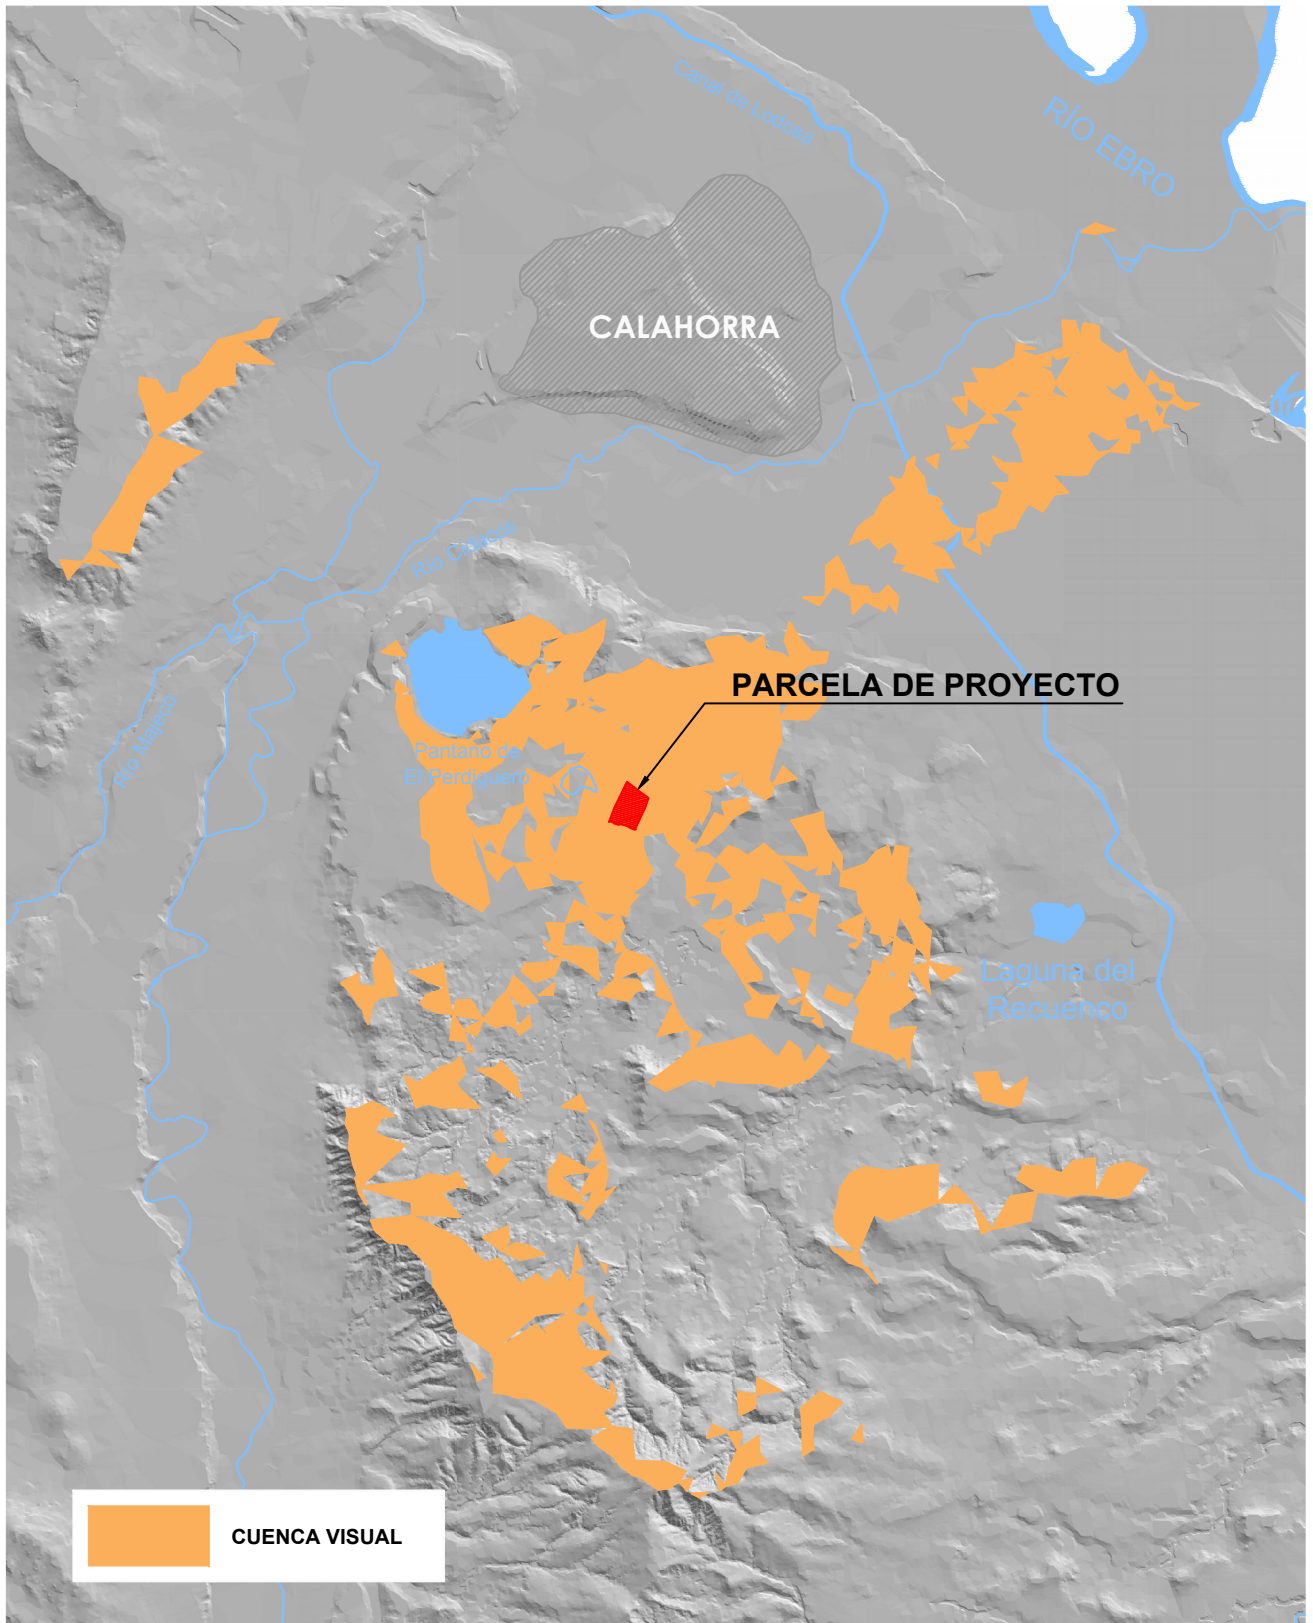 Canal de Lodosa
RÍO EBRO
CALAHORRA
Río Cidacos
PARCELA DE PROYECTO
Río Majeco
Pantano de
El Perdiguero
Laguna del
Recuenco
CUENCA VISUAL